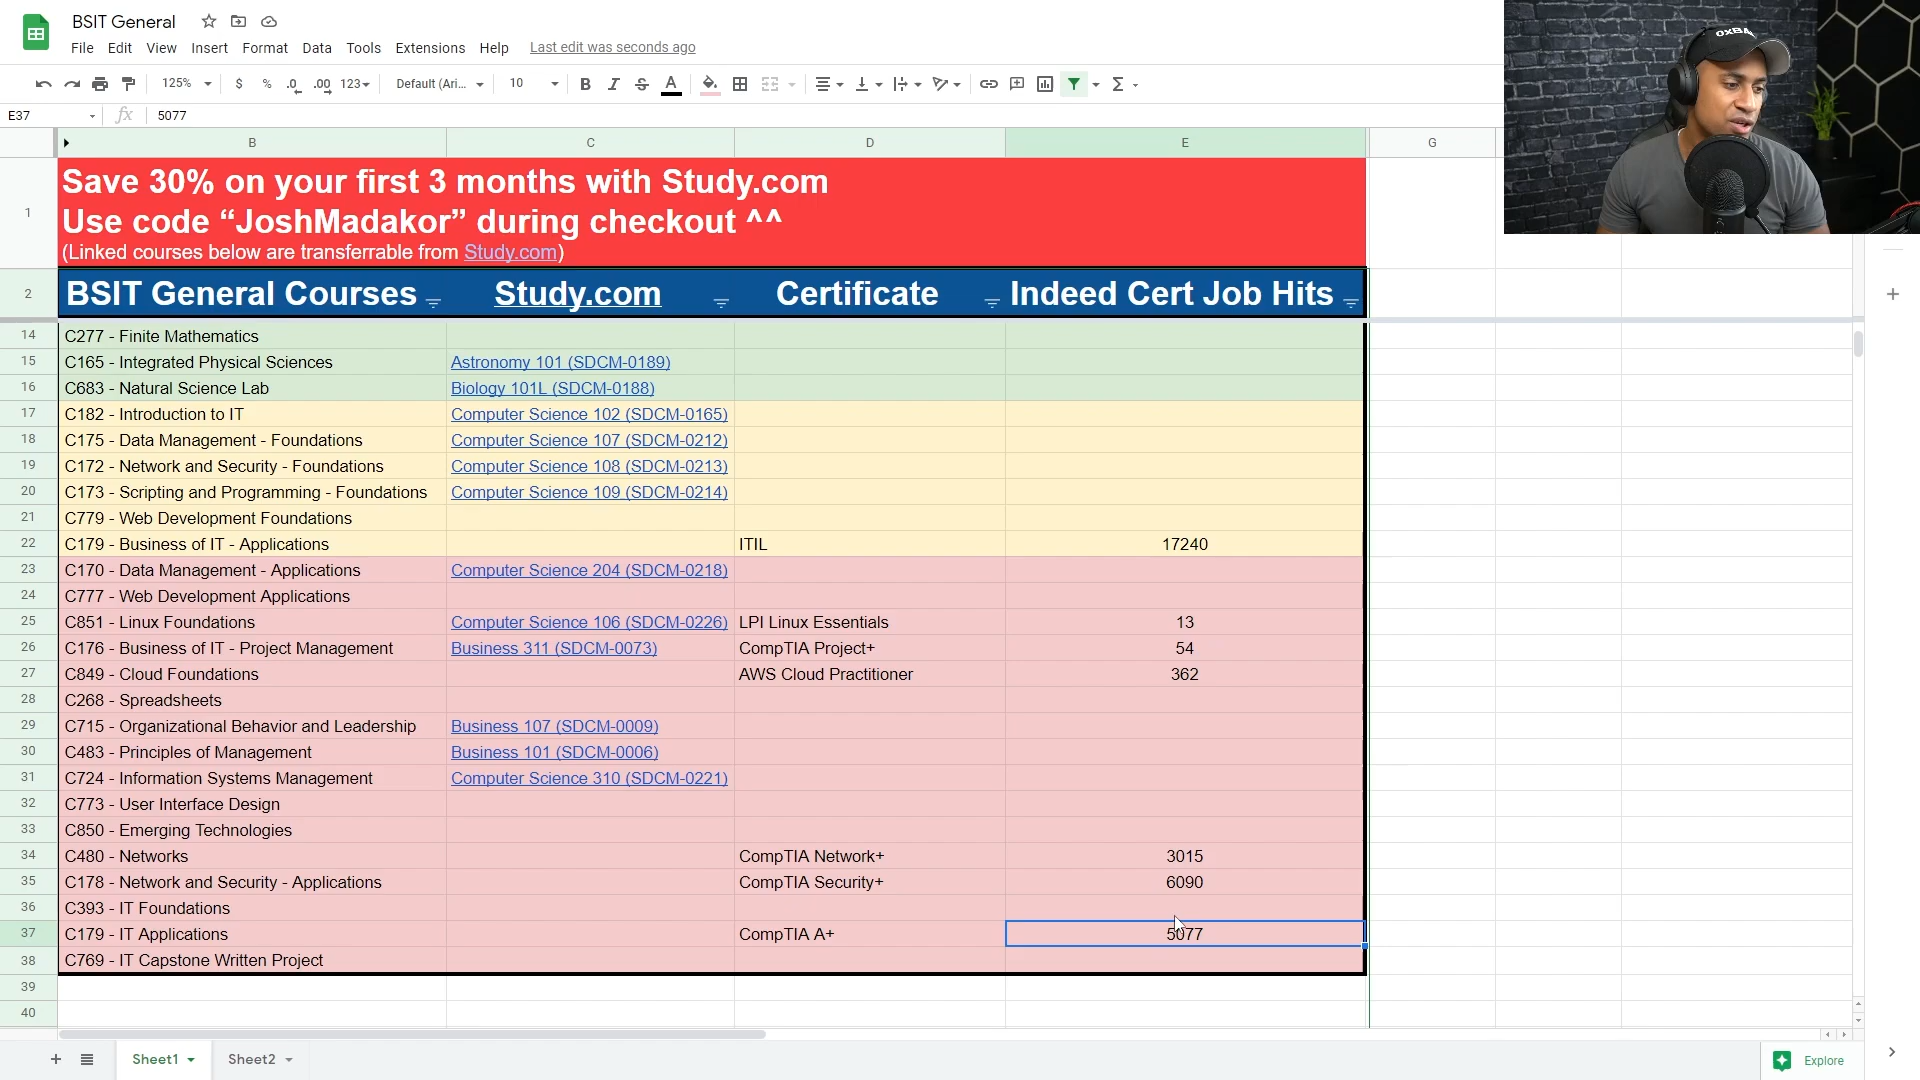 BSIT General
File Edit View Insert Format Data Tools Extensions Help Last edit was seconds ago
125% $ % .0 .00 123 Default (Ari... 10 B I S A
E37 fx 5077
B C D E G
1 Save 30% on your first 3 months with Study.com
Use code “JoshMadakor” during checkout ^^
(Linked courses below are transferrable from Study.com)
2 BSIT General Courses Study.com Certificate Indeed Cert Job Hits
14 C277 - Finite Mathematics
15 C165 - Integrated Physical Sciences Astronomy 101 (SDCM-0189)
16 C683 - Natural Science Lab Biology 101L (SDCM-0188)
17 C182 - Introduction to IT Computer Science 102 (SDCM-0165)
18 C175 - Data Management - Foundations Computer Science 107 (SDCM-0212)
19 C172 - Network and Security - Foundations Computer Science 108 (SDCM-0213)
20 C173 - Scripting and Programming - Foundations Computer Science 109 (SDCM-0214)
21 C779 - Web Development Foundations
22 C179 - Business of IT - Applications ITIL 17240
23 C170 - Data Management - Applications Computer Science 204 (SDCM-0218)
24 C777 - Web Development Applications
25 C851 - Linux Foundations Computer Science 106 (SDCM-0226) LPI Linux Essentials 13
26 C176 - Business of IT - Project Management Business 311 (SDCM-0073) CompTIA Project+ 54
27 C849 - Cloud Foundations AWS Cloud Practitioner 362
28 C268 - Spreadsheets
29 C715 - Organizational Behavior and Leadership Business 107 (SDCM-0009)
30 C483 - Principles of Management Business 101 (SDCM-0006)
31 C724 - Information Systems Management Computer Science 310 (SDCM-0221)
32 C773 - User Interface Design
33 C850 - Emerging Technologies
34 C480 - Networks CompTIA Network+ 3015
35 C178 - Network and Security - Applications CompTIA Security+ 6090
36 C393 - IT Foundations
37 C179 - IT Applications CompTIA A+ 5077
38 C769 - IT Capstone Written Project
39
40
Sheet1 Sheet2 Explore